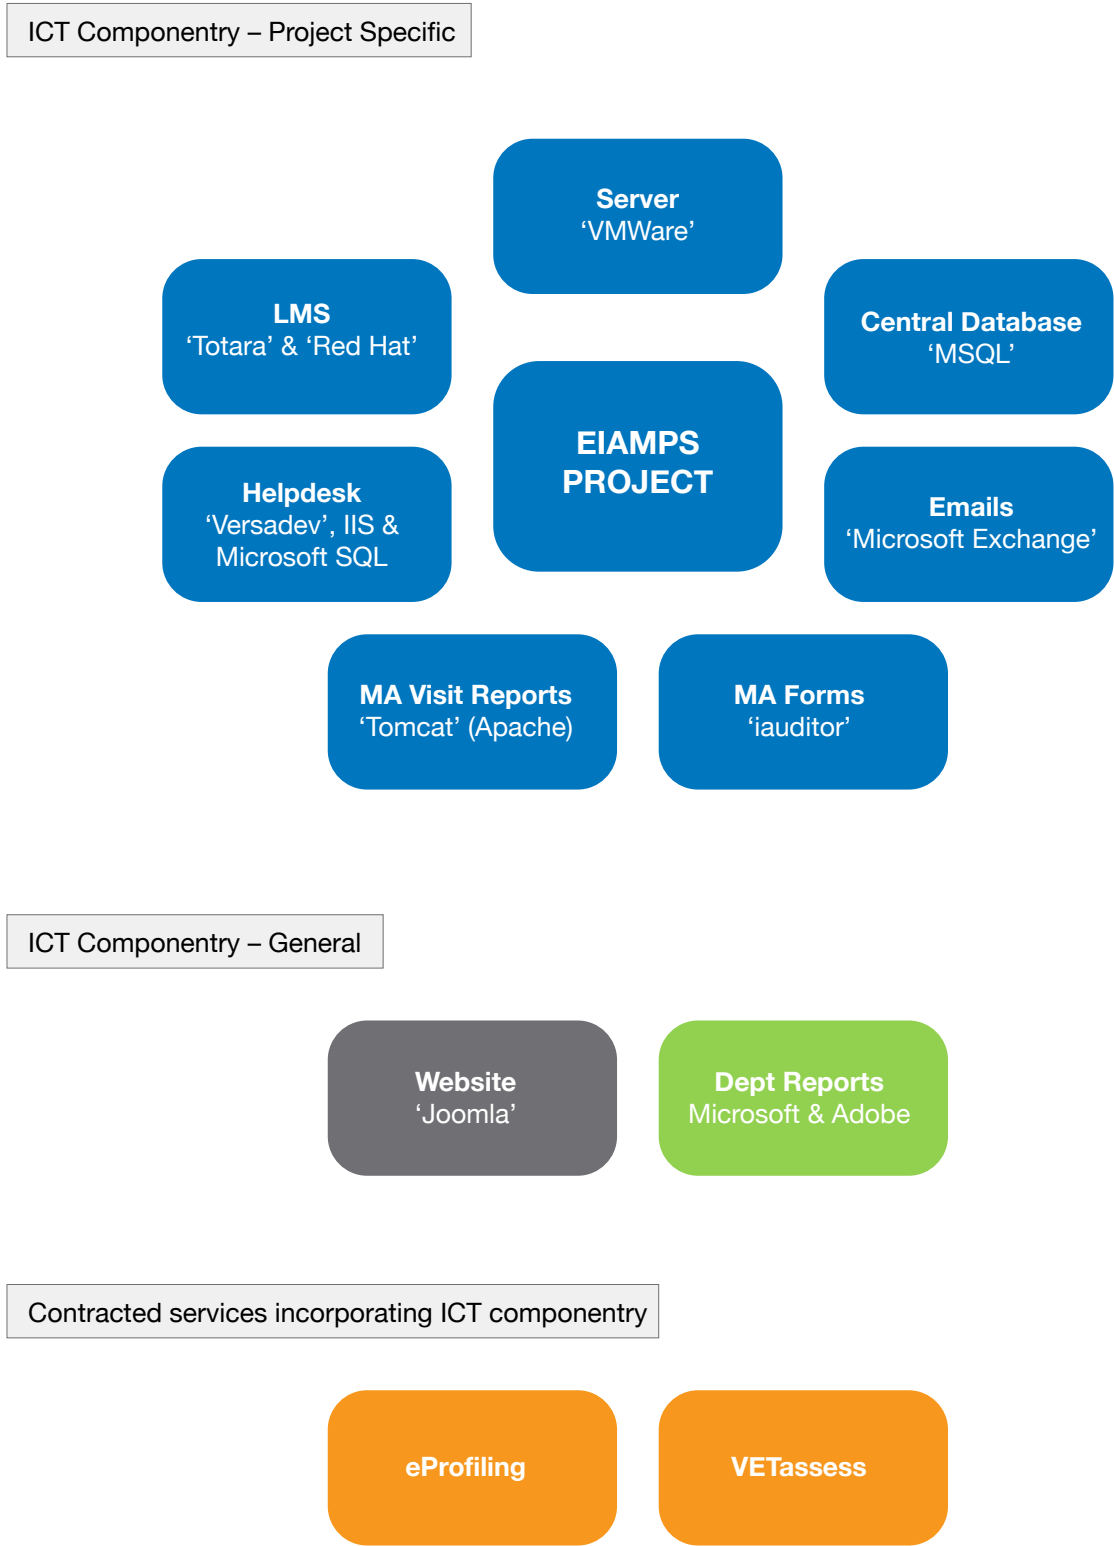 ICT Componentry – Project Specific
Server
‘VMWare’
LMS
‘Totara’ & ‘Red Hat’
Central Database
‘MSQL’
EIAMPS
PROJECT
Helpdesk
‘Versadev’, IIS &
Microsoft SQL
Emails
‘Microsoft Exchange’
MA Visit Reports
‘Tomcat’ (Apache)
MA Forms
‘iauditor’
ICT Componentry – General
Website
‘Joomla’
Dept Reports
Microsoft & Adobe
Contracted services incorporating ICT componentry
eProfiling
VETassess